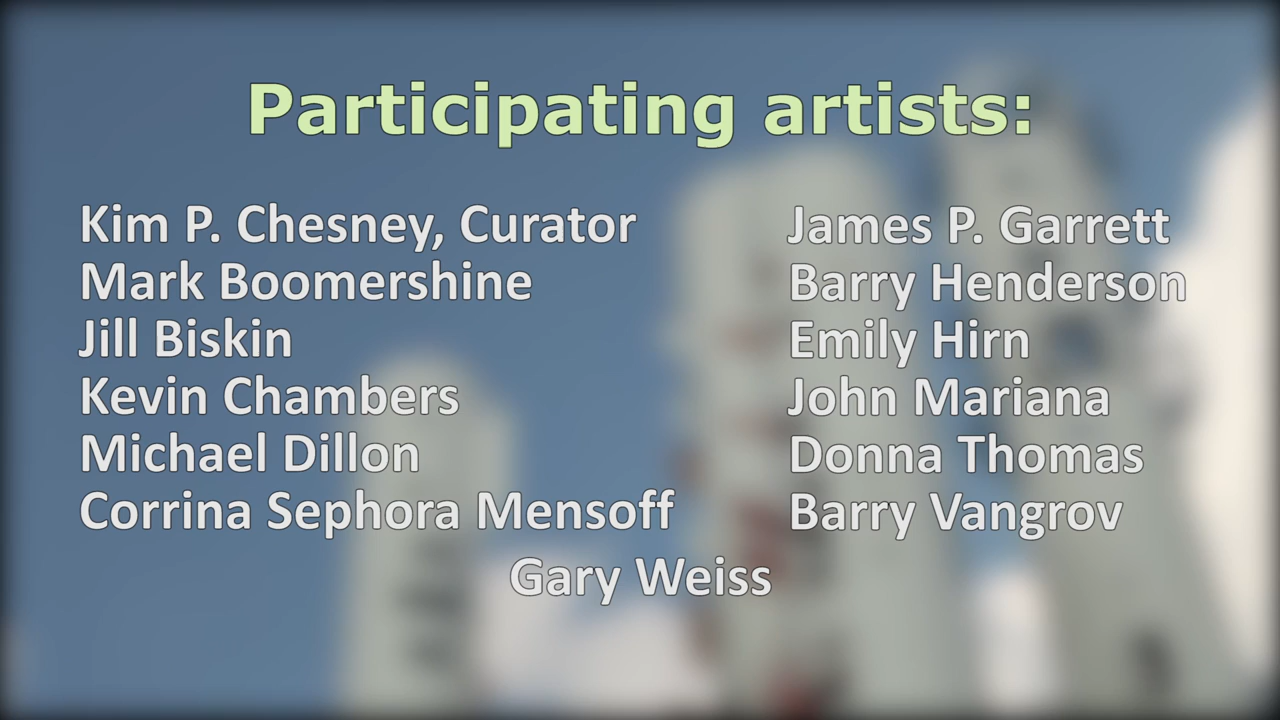 Participating artists:
Kim P. Chesney, Curator
Mark Boomershine
Jill Biskin
Kevin Chambers
Michael Dillon
Corrina Sephora Mensoff
James P. Garrett
Barry Henderson
Emily Hirn
John Mariana
Donna Thomas
Barry Vangrov
Gary Weiss